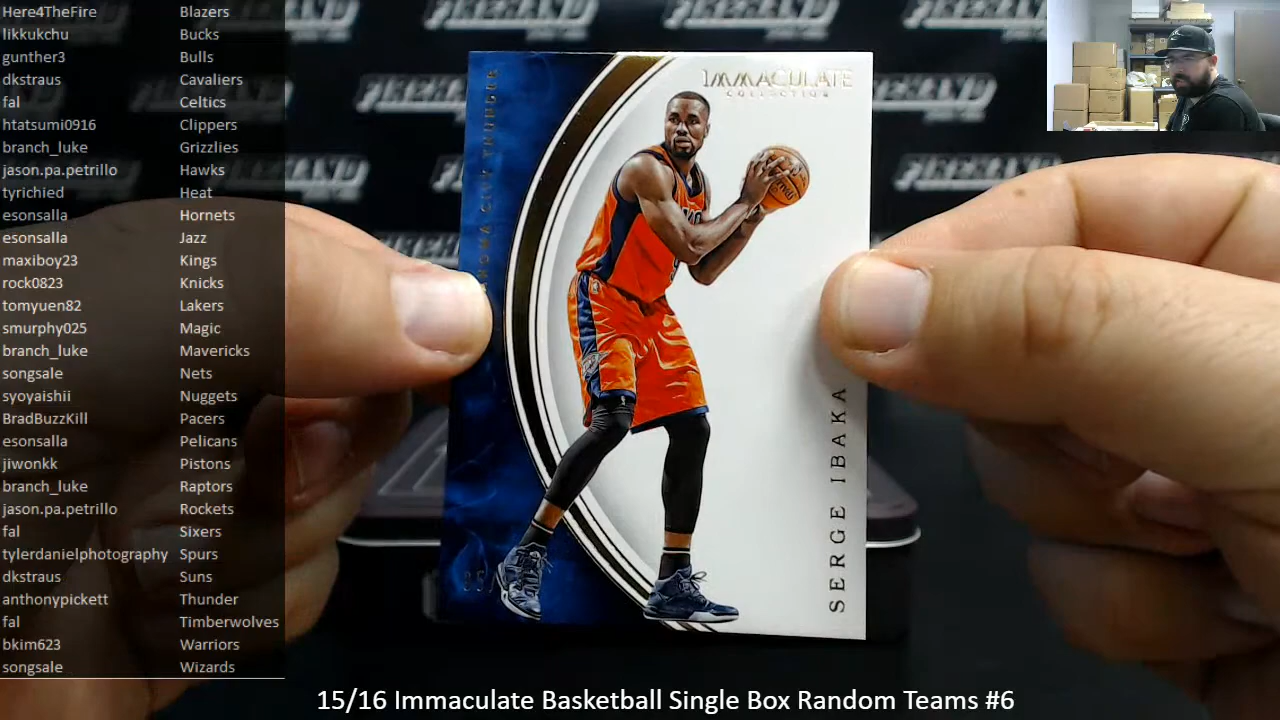 Here4TheFire Blazers
likkukchu Bucks
gunther3 Bulls
dkstraus Cavaliers
fal Celtics
htatsumi0916 Clippers
branch_luke Grizzlies
jason.pa.petrillo Hawks
tyrichied Heat
esonsalla Hornets
esonsalla Jazz
maxiboy23 Kings
rock0823 Knicks
tomyuen82 Lakers
smurphy025 Magic
branch_luke Mavericks
songsale Nets
syoyaishii Nuggets
BradBuzzKill Pacers
esonsalla Pelicans
jiwonkk Pistons
branch_luke Raptors
jason.pa.petrillo Rockets
fal Sixers
tylerdanielphotography Spurs
dkstraus Suns
anthonypickett Thunder
fal Timberwolves
bkim623 Warriors
songsale Wizards
IMMACULATE
COLLECTION
SERGE IBAKA
15/16 Immaculate Basketball Single Box Random Teams #6